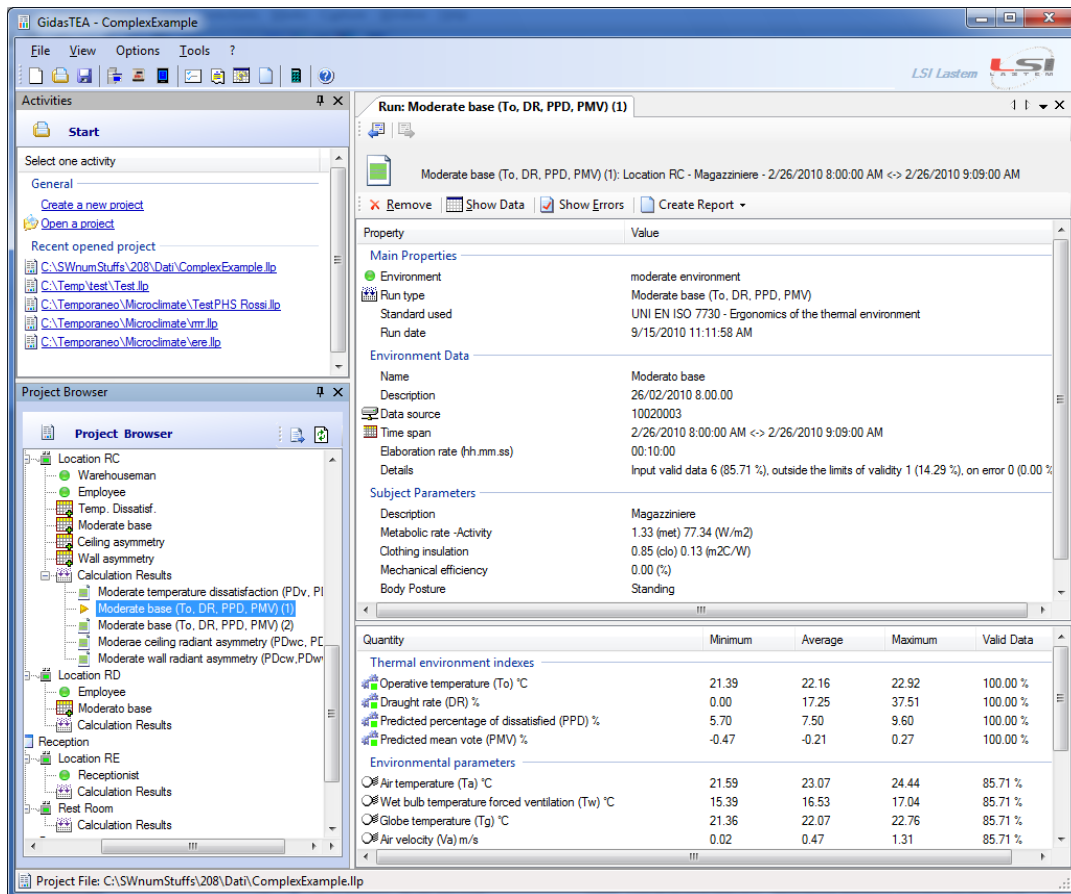 GidasTEA - ComplexExample
File View Options Tools ?
LSI Lastem
LSI
LASTEM
Activities
Start
Select one activity
General
Create a new project
Open a project
Recent opened project
C:\SWnumStuffs\208\Dati\ComplexExample.llp
C:\Temp\test\Test.llp
C:\Temporaneo\Microclimate\TestPHS Rossi.llp
C:\Temporaneo\Microclimate\rrrr.llp
C:\Temporaneo\Microclimate\ere.llp
Project Browser
Project Browser
Location RC
Warehouseman
Employee
Temp. Dissatisf.
Moderate base
Ceiling asymmetry
Wall asymmetry
Calculation Results
Moderate temperature dissatisfaction (PDv, P
Moderate base (To, DR, PPD, PMV) (1)
Moderate base (To, DR, PPD, PMV) (2)
Moderae ceiling radiant asymmetry (PDwc, PD
Moderate wall radiant asymmetry (PDcw,PDw
Location RD
Employee
Moderato base
Calculation Results
Reception
Location RE
Receptionist
Calculation Results
Rest Room
Calculation Results
Run: Moderate base (To, DR, PPD, PMV) (1)
Moderate base (To, DR, PPD, PMV) (1): Location RC - Magazziniere - 2/26/2010 8:00:00 AM <-> 2/26/2010 9:09:00 AM
Remove Show Data Show Errors Create Report
Property Value
Main Properties
Environment moderate environment
Run type Moderate base (To, DR, PPD, PMV)
Standard used UNI EN ISO 7730 - Ergonomics of the thermal environment
Run date 9/15/2010 11:11:58 AM
Environment Data
Name Moderato base
Description 26/02/2010 8.00.00
Data source 10020003
Time span 2/26/2010 8:00:00 AM <-> 2/26/2010 9:09:00 AM
Elaboration rate (hh.mm.ss) 00:10:00
Details Input valid data 6 (85.71 %), outside the limits of validity 1 (14.29 %), on error 0 (0.00 %
Subject Parameters
Description Magazziniere
Metabolic rate -Activity 1.33 (met) 77.34 (W/m2)
Clothing insulation 0.85 (clo) 0.13 (m2C/W)
Mechanical efficiency 0.00 (%)
Body Posture Standing
Quantity Minimum Average Maximum Valid Data
Thermal environment indexes
Operative temperature (To) °C 21.39 22.16 22.92 100.00 %
Draught rate (DR) % 0.00 17.25 37.51 100.00 %
Predicted percentage of dissatisfied (PPD) % 5.70 7.50 9.60 100.00 %
Predicted mean vote (PMV) % -0.47 -0.21 0.27 100.00 %
Environmental parameters
Air temperature (Ta) °C 21.59 23.07 24.44 85.71 %
Wet bulb temperature forced ventilation (Tw) °C 15.39 16.53 17.04 85.71 %
Globe temperature (Tg) °C 21.36 22.07 22.76 85.71 %
Air velocity (Va) m/s 0.02 0.47 1.31 85.71 %
Project File: C:\SWnumStuffs\208\Dati\ComplexExample.llp